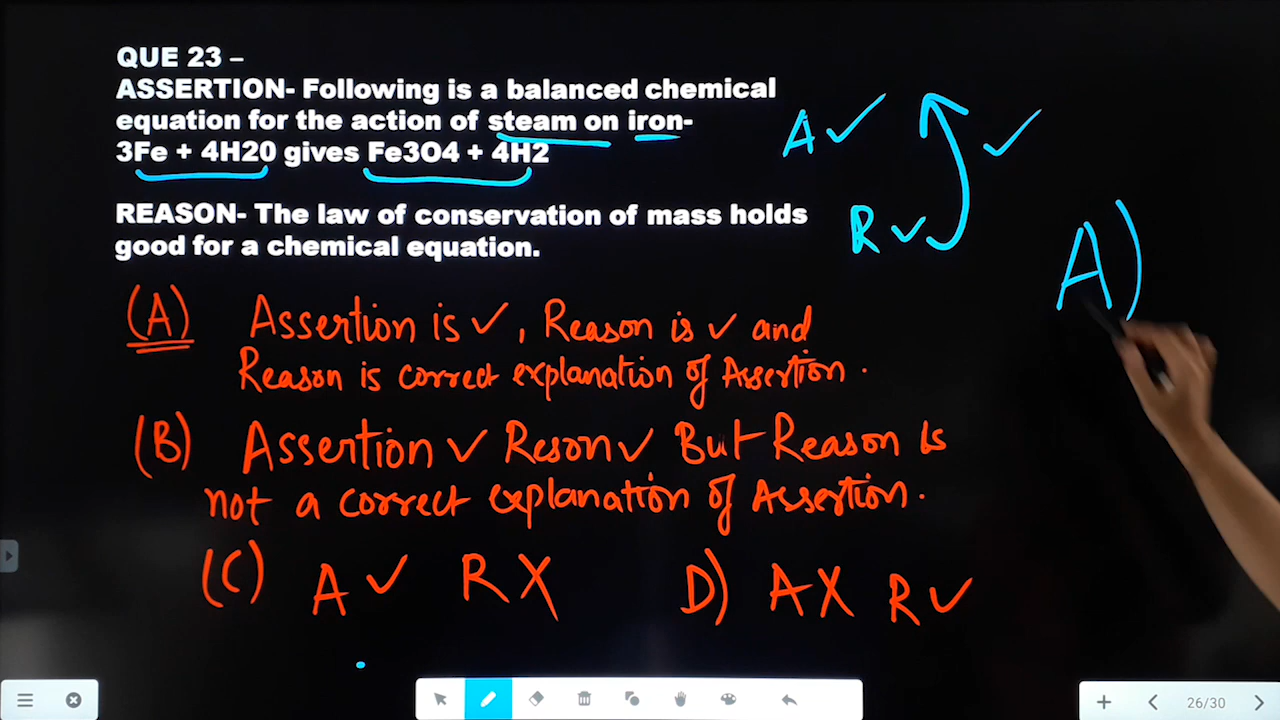 QUE 23 –
ASSERTION- Following is a balanced chemical
equation for the action of steam on iron-
3Fe + 4H20 gives Fe3O4 + 4H2
A ✓ ✓
REASON- The law of conservation of mass holds
good for a chemical equation.
R ✓
A)
(A) Assertion is ✓, Reason is ✓ and
Reason is correct explanation of Assertion.
(B) Assertion ✓ Reson ✓ But Reason is
not a correct explanation of Assertion.
(C) A ✓ R X D) A X R ✓
26/30